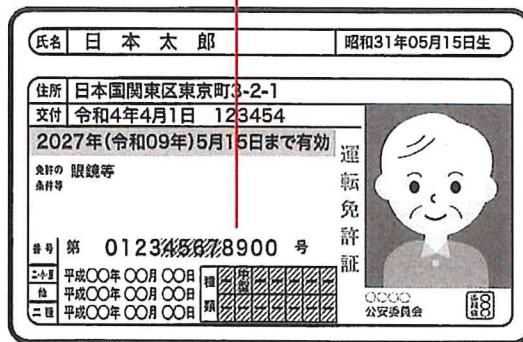 氏名 日本太郎 昭和31年05月15日生
住所 日本国関東区東京町3-2-1
交付 令和4年4月1日 123454
2027年(令和09年)5月15日まで有効
免許の条件等 眼鏡等
運転免許証
番号 第 012345678900 号
二・小・原 平成〇〇年〇〇月〇〇日
他 平成〇〇年〇〇月〇〇日
二種 平成〇〇年〇〇月〇〇日
種類 中型
〇〇〇〇
公安委員会